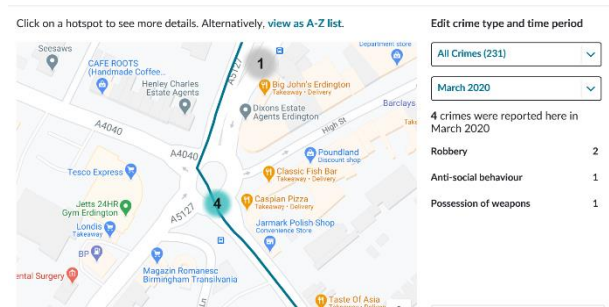 Click on a hotspot to see more details. Alternatively, view as A-Z list.
Edit crime type and time period
All Crimes (231)
March 2020
4 crimes were reported here in
March 2020
Robbery 2
Anti-social behaviour 1
Possession of weapons 1
Seesaws
CAFE ROOTS
(Handmade Coffee...
Henley Charles
Estate Agents
A5127
1
Department store
Big John's Erdington
Takeaway • Delivery
Dixons Estate
Agents Erdington
Barclays
High St
A4040
A4040
Poundland
Discount shop
Tesco Express
Classic Fish Bar
Takeaway • Delivery
4
Caspian Pizza
Takeaway • Delivery
Jetts 24HR
Gym Erdington
A5127
Londis
Takeaway
Jarmark Polish Shop
Convenience Store
BP
ental Surgery
Magazin Romanesc
Birmingham Transilvania
Ln
Taste Of Asia